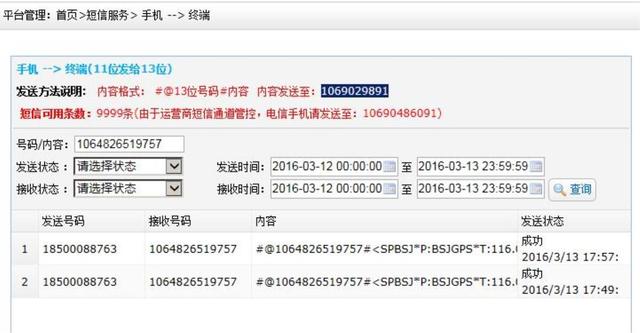 平台管理: 首页>短信服务> 手机 --> 终端
手机 --> 终端(11位发给13位)
发送方法说明: 内容格式: #@13位号码#内容 内容发送至: 1069029891
短信可用条数: 9999条(由于运营商短信通道管控，电信手机请发送至: 10690486091)
号码/内容: 1064826519757
发送状态: 请选择状态 发送时间: 2016-03-12 00:00:00 至 2016-03-13 23:59:59
接收状态: 请选择状态 接收时间: 2016-03-12 00:00:00 至 2016-03-13 23:59:59 查询
发送号码 接收号码 内容 发送状态
1 18500088763 1064826519757 #@1064826519757#<SPBSJ*P:BSJGPS*T:116.0 成功
2016/3/13 17:57:
2 18500088763 1064826519757 #@1064826519757#<SPBSJ*P:BSJGPS*T:116.0 成功
2016/3/13 17:49: